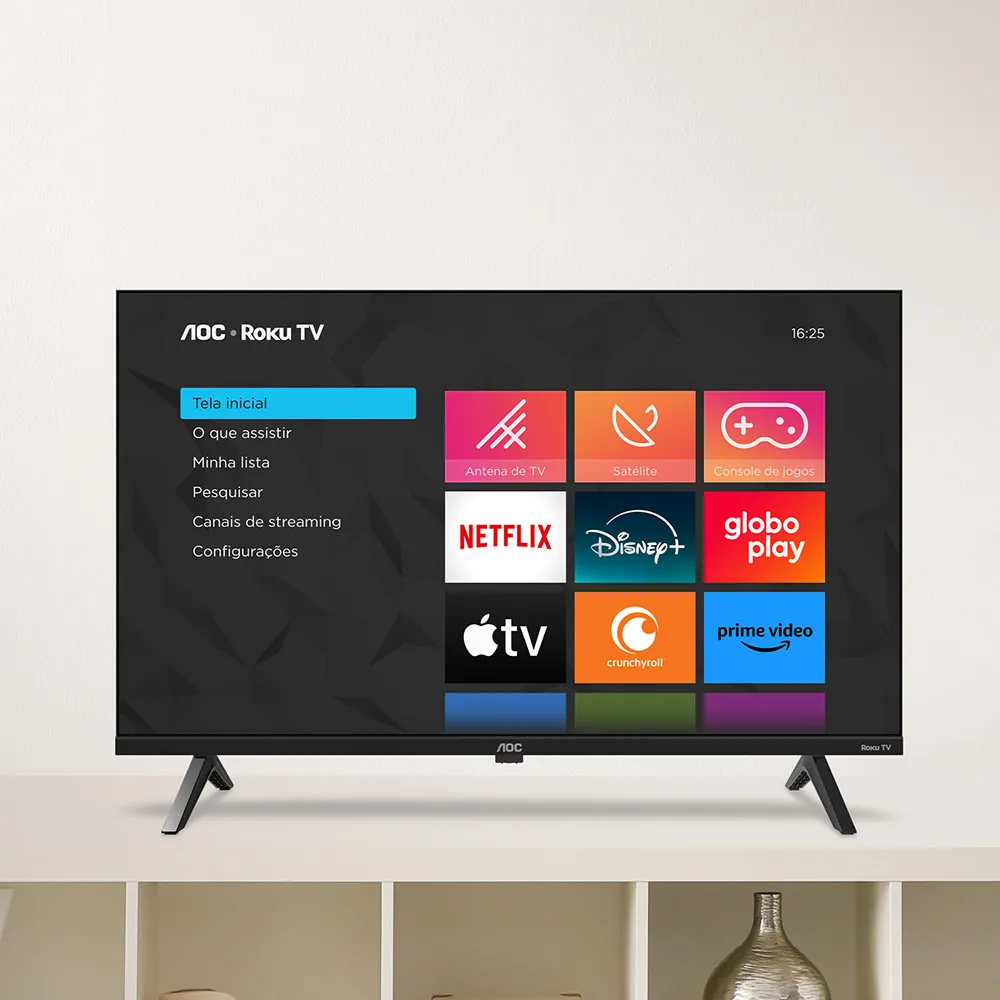 AOC • Roku TV
16:25
Tela inicial
O que assistir
Minha lista
Pesquisar
Canais de streaming
Configurações
Antena de TV
Satélite
Console de jogos
NETFLIX
Disney+
globo
play
tv
crunchyroll
prime video
AOC
Roku TV